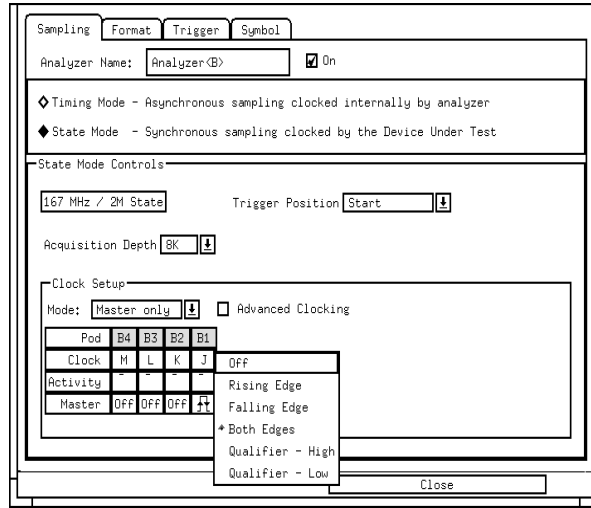 Sampling Format Trigger Symbol
Analyzer Name: Analyzer<B> On
Timing Mode - Asynchronous sampling clocked internally by analyzer
State Mode - Synchronous sampling clocked by the Device Under Test
State Mode Controls
167 MHz / 2M State Trigger Position Start
Acquisition Depth 8K
Clock Setup
Mode: Master only Advanced Clocking
Pod B4 B3 B2 B1
Clock M L K J
Activity
Master Off Off Off
Off
Rising Edge
Falling Edge
Both Edges
Qualifier - High
Qualifier - Low
Close